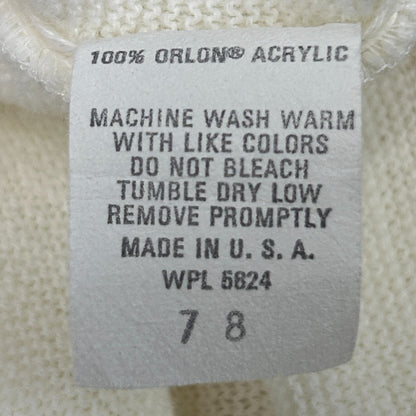 100% ORLON® ACRYLIC
MACHINE WASH WARM
WITH LIKE COLORS
DO NOT BLEACH
TUMBLE DRY LOW
REMOVE PROMPTLY
MADE IN U. S. A.
WPL 5824
7 8